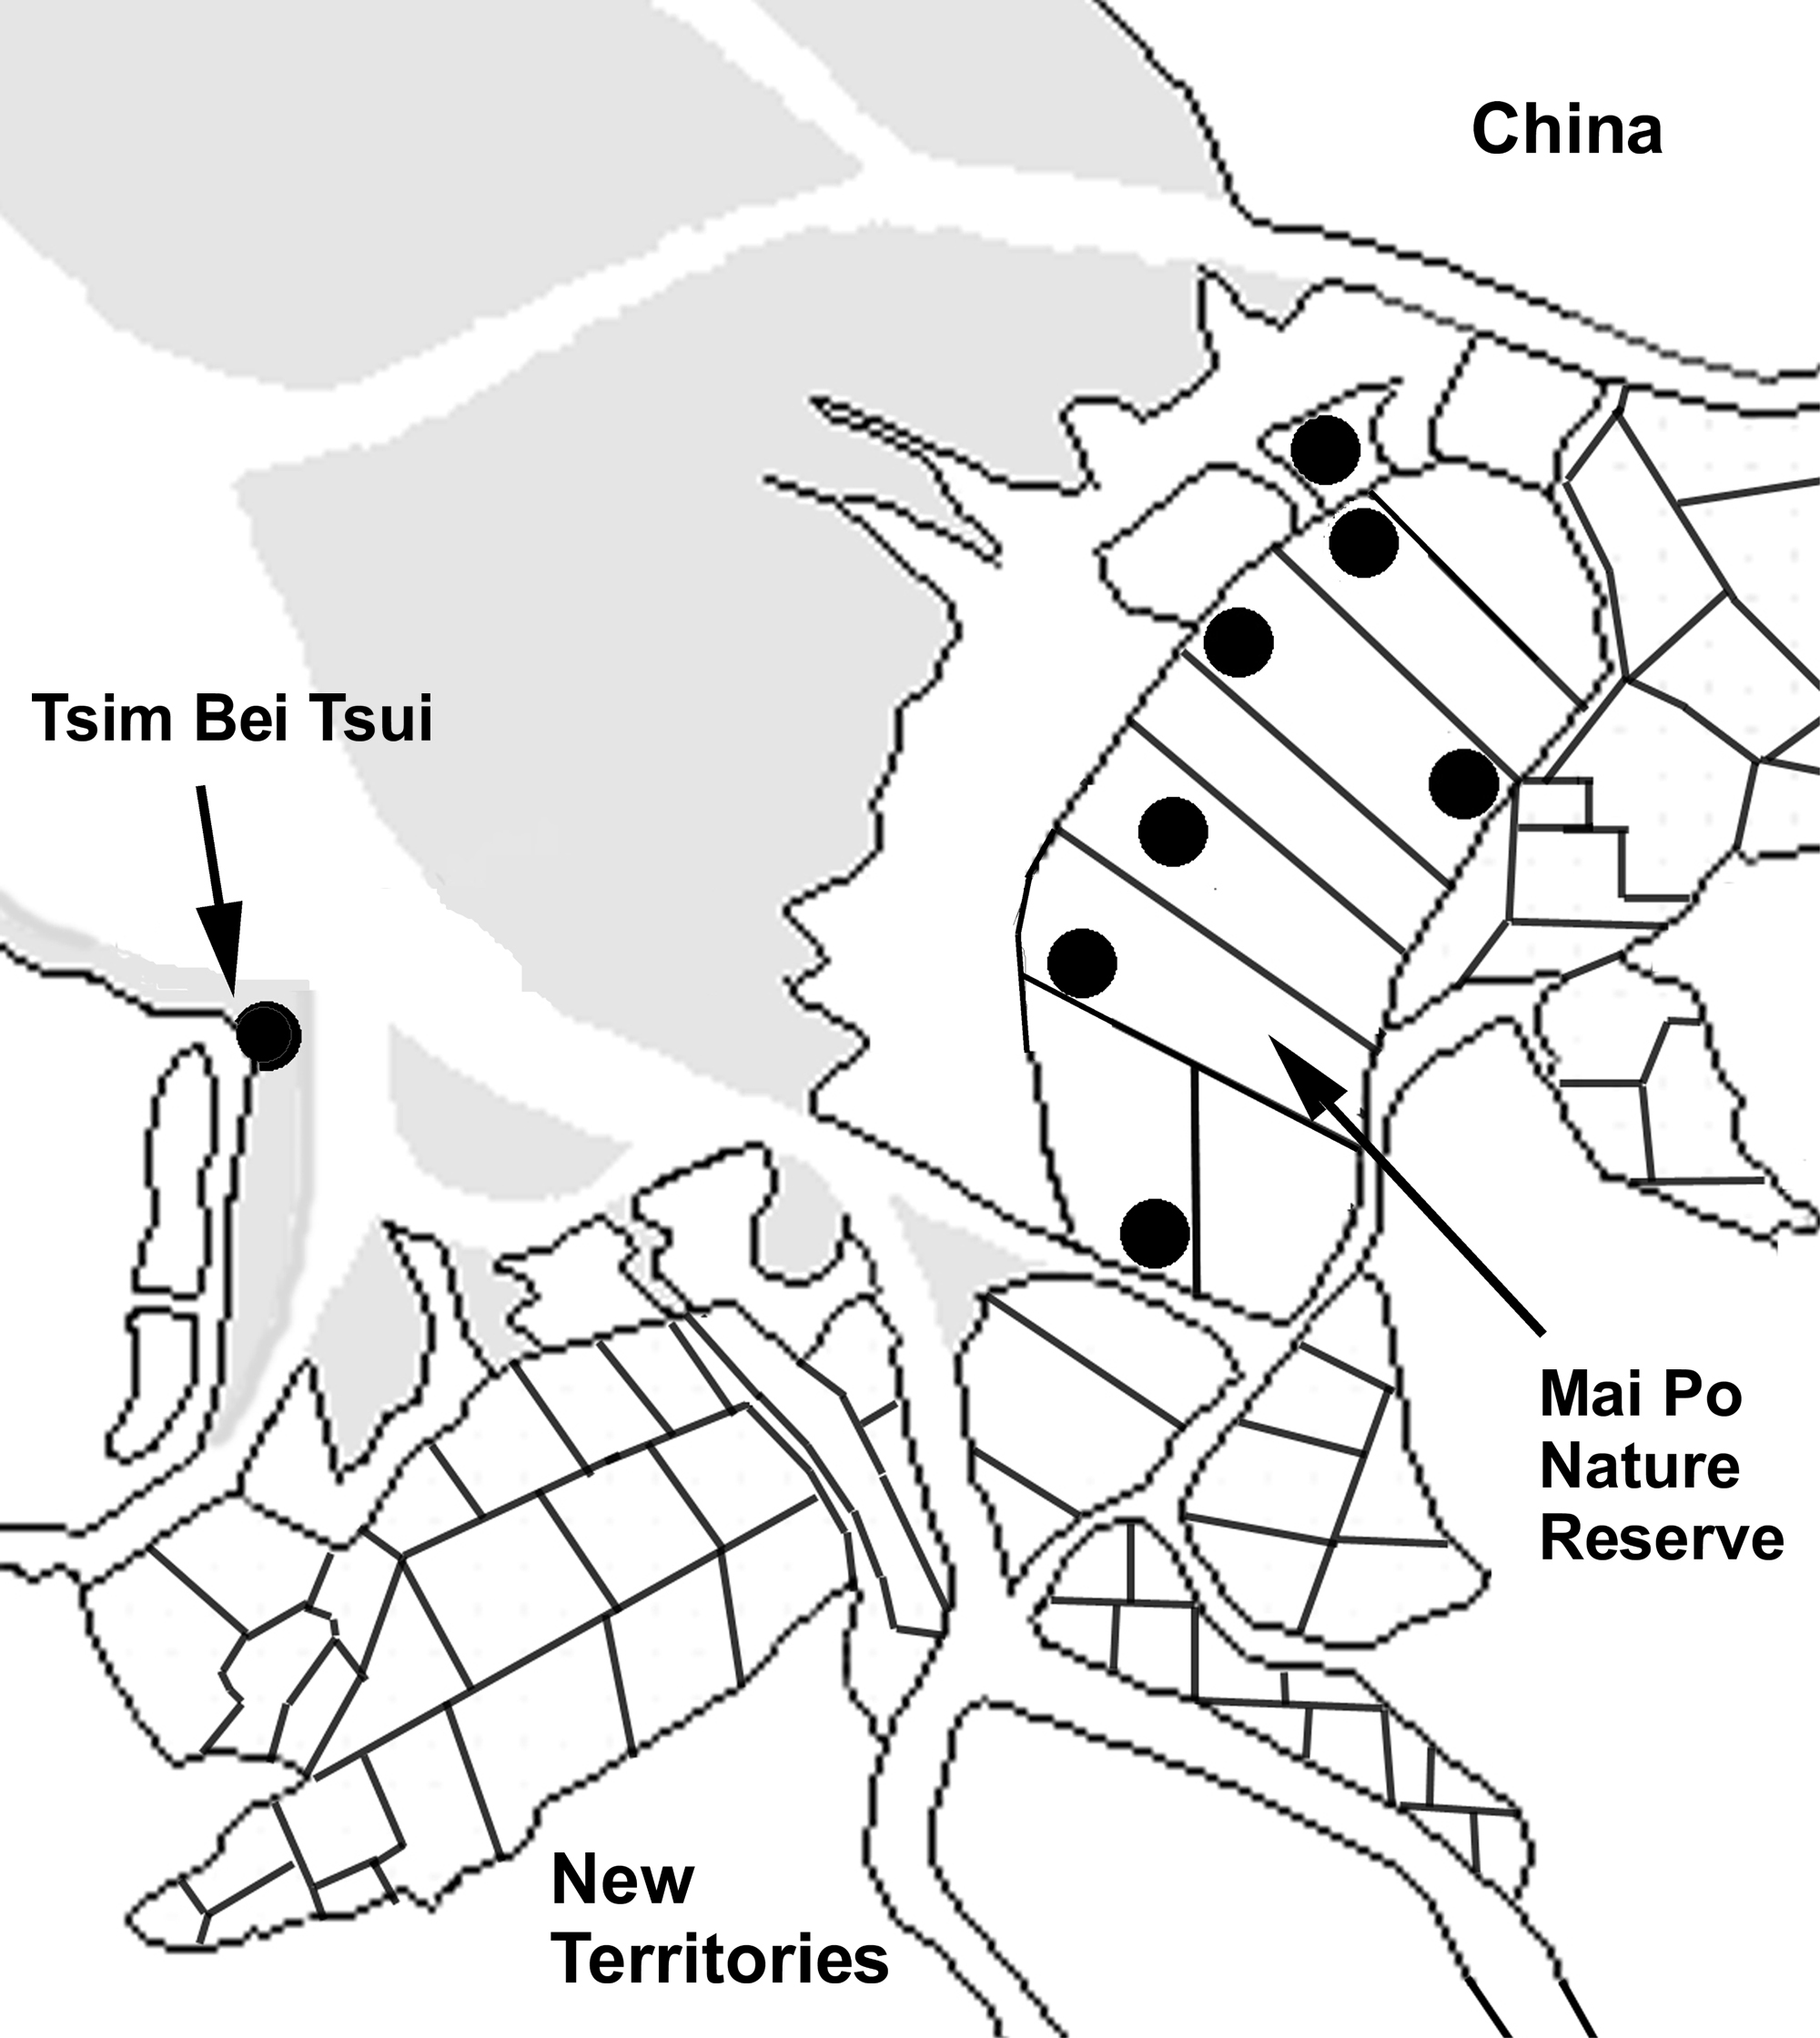 China
Tsim Bei Tsui
Mai Po
Nature
Reserve
New
Territories